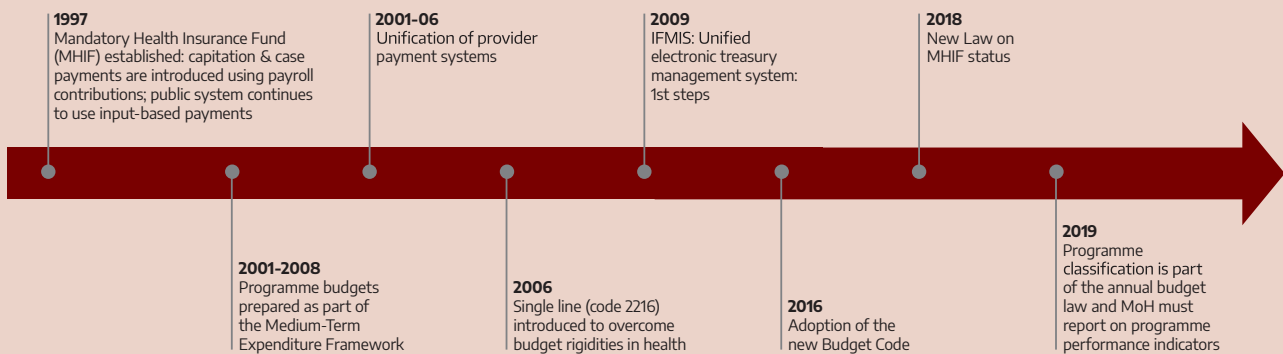 1997
Mandatory Health Insurance Fund
(MHIF) established: capitation & case
payments are introduced using payroll
contributions; public system continues
to use input-based payments
2001-06
Unification of provider
payment systems
2009
IFMIS: Unified
electronic treasury
management system:
1st steps
2018
New Law on
MHIF status
2001-2008
Programme budgets
prepared as part of
the Medium-Term
Expenditure Framework
2006
Single line (code 2216)
introduced to overcome
budget rigidities in health
2016
Adoption of the
new Budget Code
2019
Programme
classification is part
of the annual budget
law and MoH must
report on programme
performance indicators